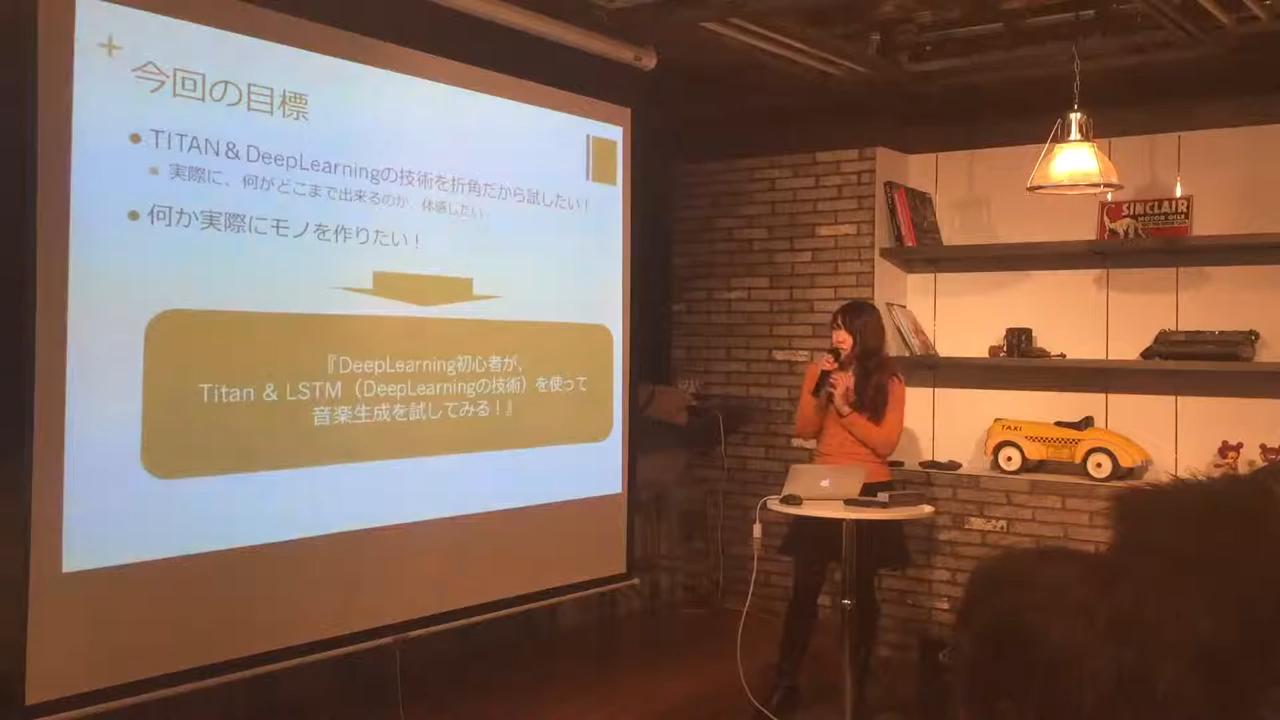 今回の目標
TITAN＆DeepLearningの技術を折角だから試したい！
実際に、何がどこまで出来るのか、体感したい
何か実際にモノを作りたい！
『DeepLearning初心者が、
Titan & LSTM（DeepLearningの技術）を使って
音楽生成を試してみる！』
SINCLAIR
MOTOR OILS
TAXI